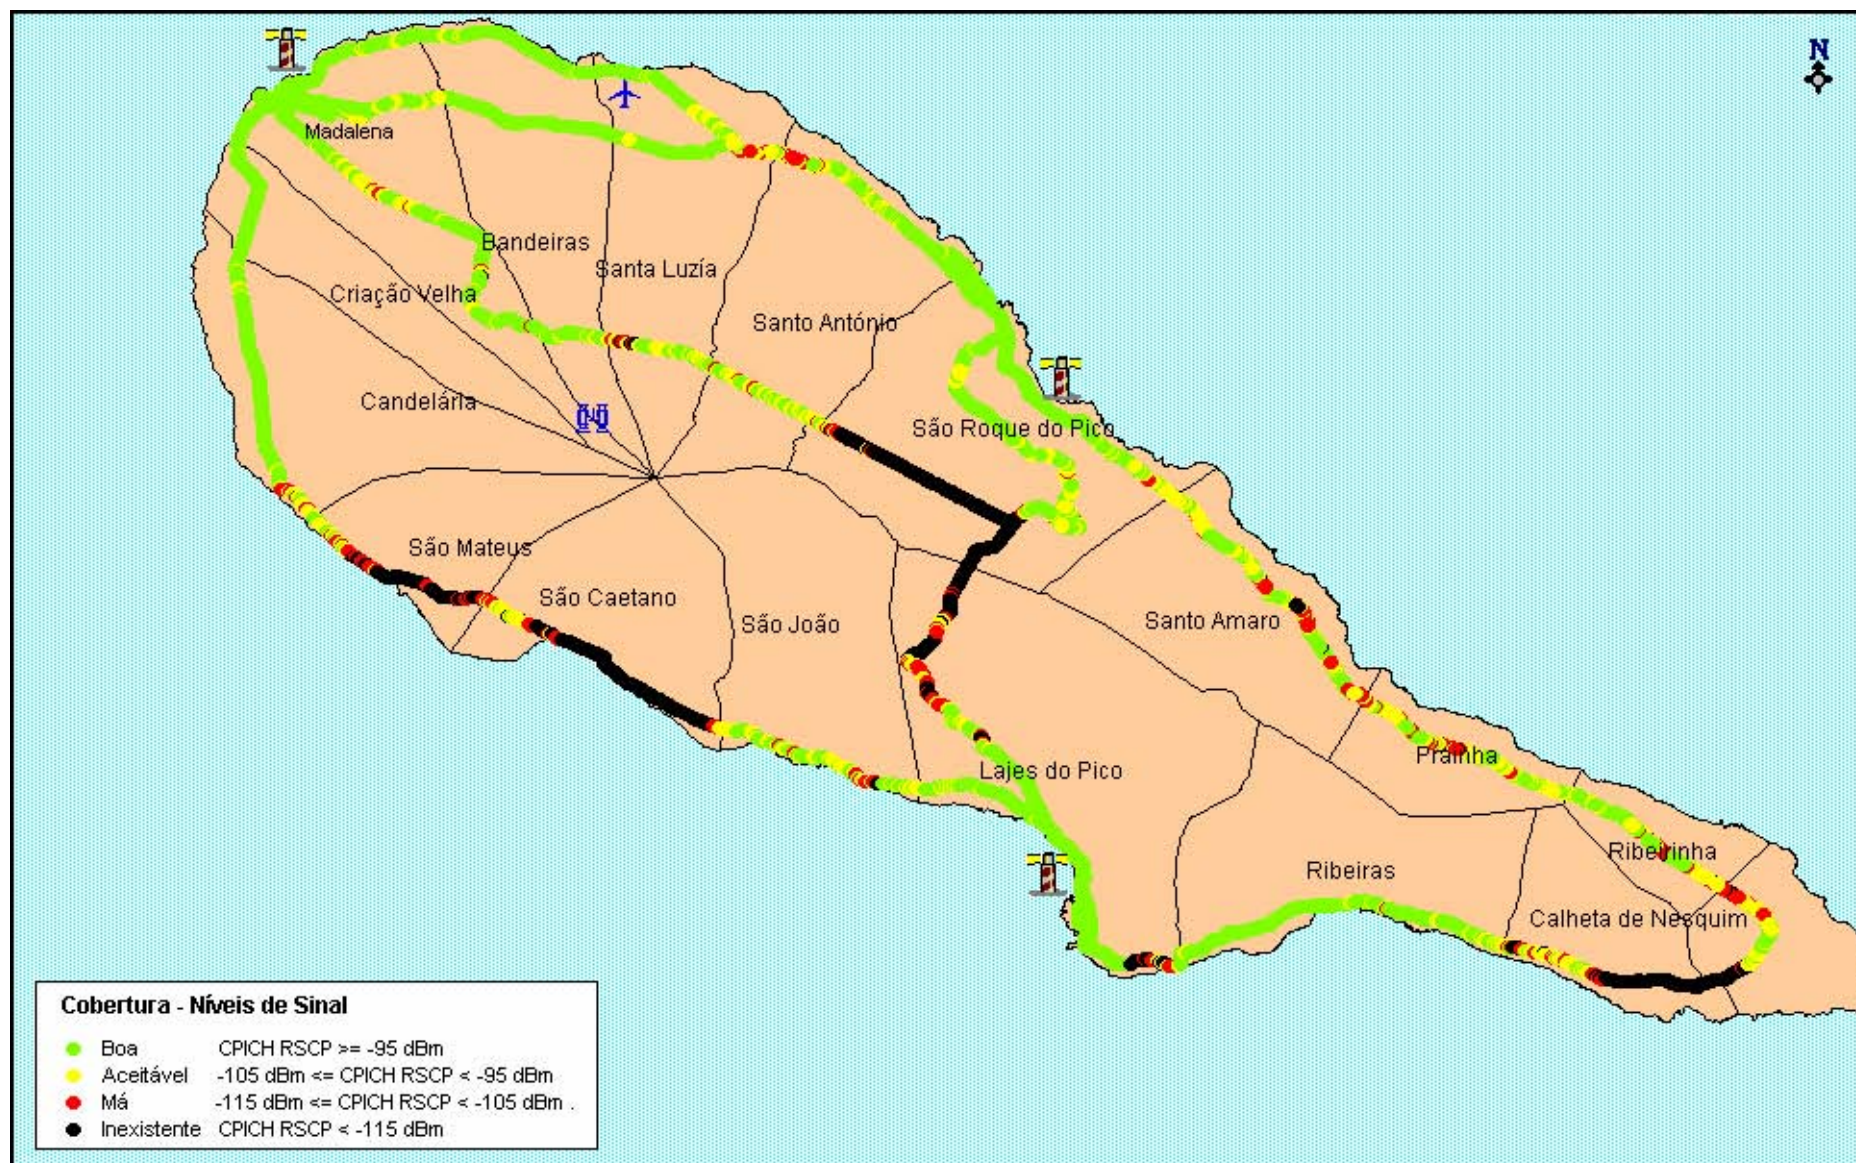 N
Madalena
Bandeiras
Santa Luzía
Criação Velha
Santo António
Candelária
São Roque do Pico
São Mateus
São Caetano
São João
Santo Amaro
Prainha
Lajes do Pico
Ribeirinha
Ribeiras
Calheta de Nesquim
Cobertura - Níveis de Sinal
Boa CPICH RSCP >= -95 dBm
Aceitável -105 dBm <= CPICH RSCP < -95 dBm
Má -115 dBm <= CPICH RSCP < -105 dBm .
Inexistente CPICH RSCP < -115 dBm